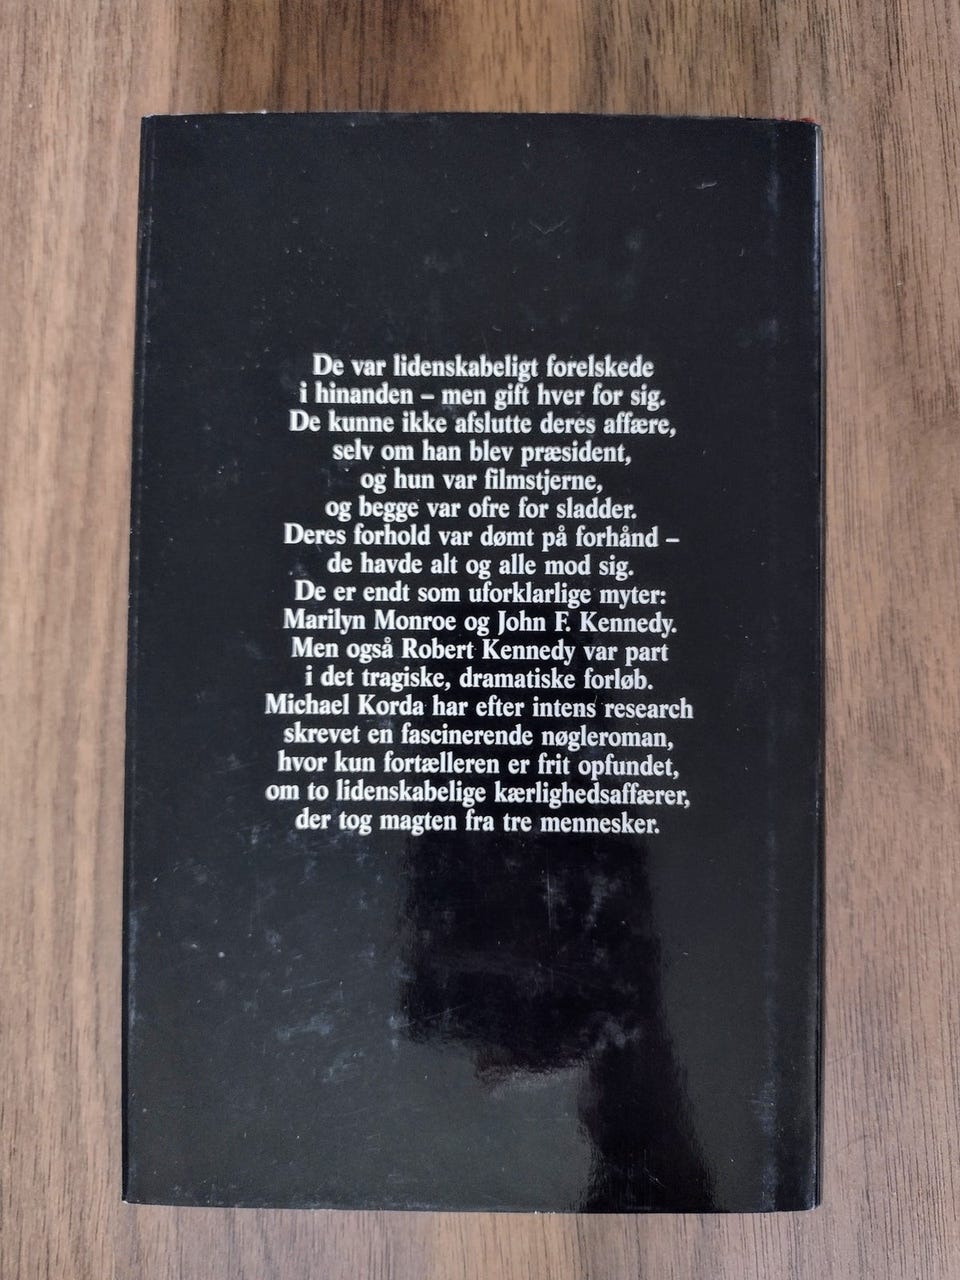 De var lidenskabeligt forelskede
i hinanden – men gift hver for sig.
De kunne ikke afslutte deres affære,
selv om han blev præsident,
og hun var filmstjerne,
og begge var ofre for sladder.
Deres forhold var dømt på forhånd –
de havde alt og alle mod sig.
De er endt som uforklarlige myter:
Marilyn Monroe og John F. Kennedy.
Men også Robert Kennedy var part
i det tragiske, dramatiske forløb.
Michael Korda har efter intens research
skrevet en fascinerende nøgleroman,
hvor kun fortælleren er frit opfundet,
om to lidenskabelige kærlighedsaffærer,
der tog magten fra tre mennesker.